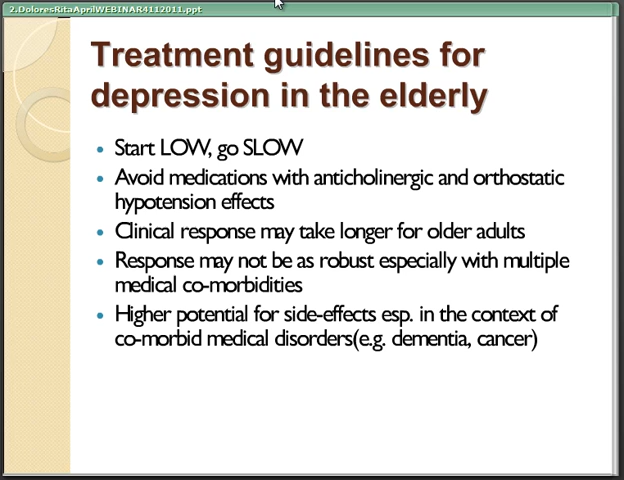 2.DoloresRitaAprilWEBINAR4112011.ppt
Treatment guidelines for
depression in the elderly
• Start LOW, go SLOW
• Avoid medications with anticholinergic and orthostatic
hypotension effects
• Clinical response may take longer for older adults
• Response may not be as robust especially with multiple
medical co-morbidities
• Higher potential for side-effects esp. in the context of
co-morbid medical disorders(e.g. dementia, cancer)